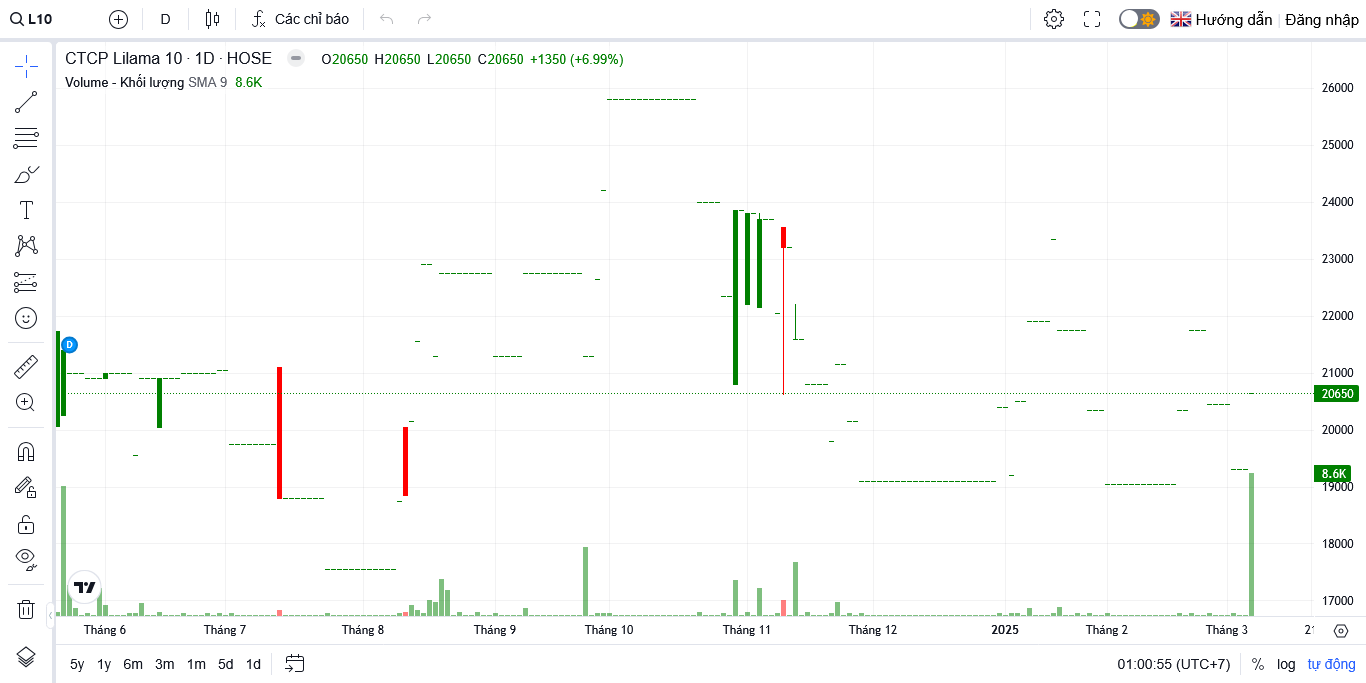 L10 D Các chỉ báo Hướng dẫn Đăng nhập
CTCP Lilama 10 · 1D · HOSE O20650 H20650 L20650 C20650 +1350 (+6.99%)
Volume - Khối lượng SMA 9 8.6K
26000
25000
24000
23000
22000
D
21000
20650
20000
8.6K
19000
18000
17000
Tháng 6 Tháng 7 Tháng 8 Tháng 9 Tháng 10 Tháng 11 Tháng 12 2025 Tháng 2 Tháng 3
5y 1y 6m 3m 1m 5d 1d 01:00:55 (UTC+7) % log tự động